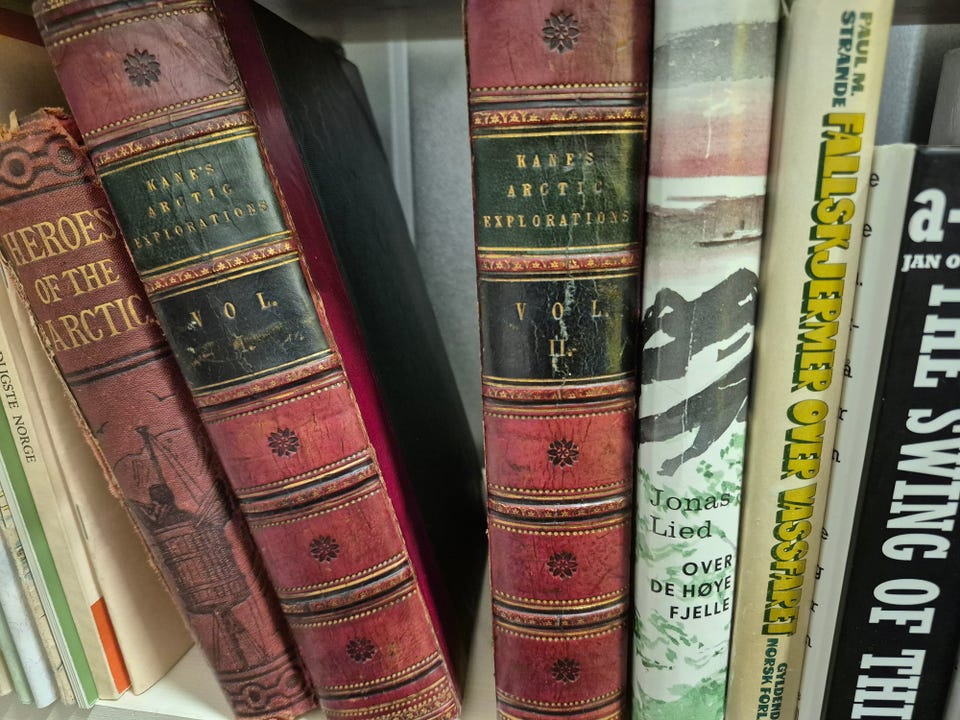 NORGE
HEROES
OF THE
ARCTIC
KANE'S
ARCTIC
EXPLORATIONS
VOL.
KANE'S
ARCTIC
EXPLORATIONS
VOL.
II.
Jonas
Lied
OVER
DE HØYE
FJELLE
PAUL M.
STRANDE
FALLSKJERMER OVER VASSFARET
GYLDENDAL
NORSK FORL
å
JAN O
THE SWING OF THI